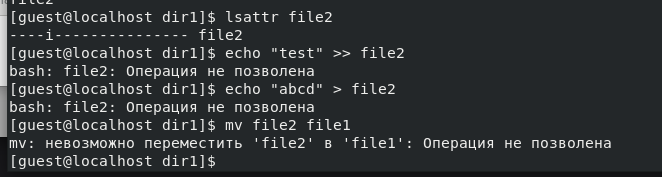 [guest@localhost dir1]$ lsattr file2
----i--------------- file2
[guest@localhost dir1]$ echo "test" >> file2
bash: file2: Операция не позволена
[guest@localhost dir1]$ echo "abcd" > file2
bash: file2: Операция не позволена
[guest@localhost dir1]$ mv file2 file1
mv: невозможно переместить 'file2' в 'file1': Операция не позволена
[guest@localhost dir1]$